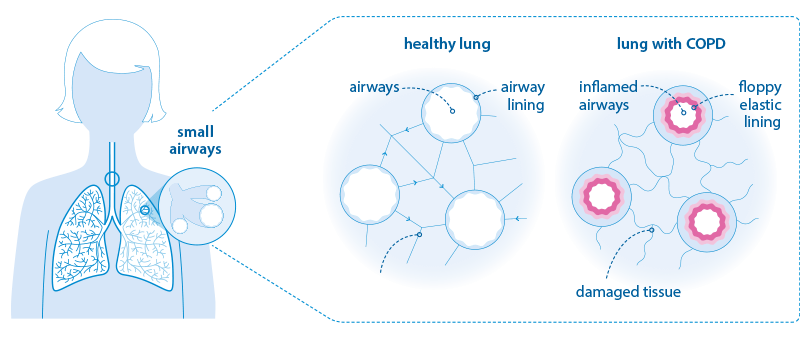 small
airways
healthy lung
airways
airway
lining
lung with COPD
inflamed
airways
floppy
elastic
lining
damaged tissue